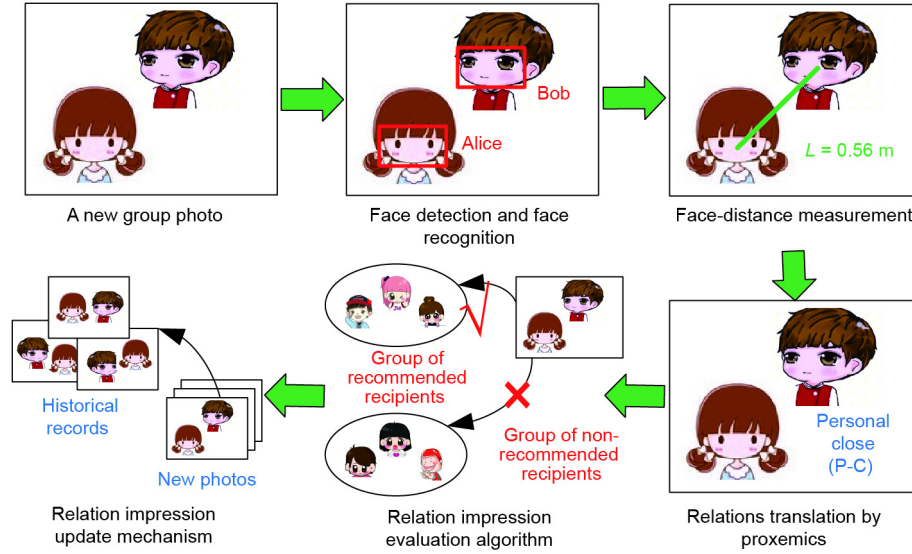 Bob
Alice
L = 0.56 m
A new group photo
Face detection and face
recognition
Face-distance measurement
Group of
recommended
recipients
Historical
records
New photos
Group of non-
recommended
recipients
Personal
close
(P-C)
Relation impression
update mechanism
Relation impression
evaluation algorithm
Relations translation by
proxemics